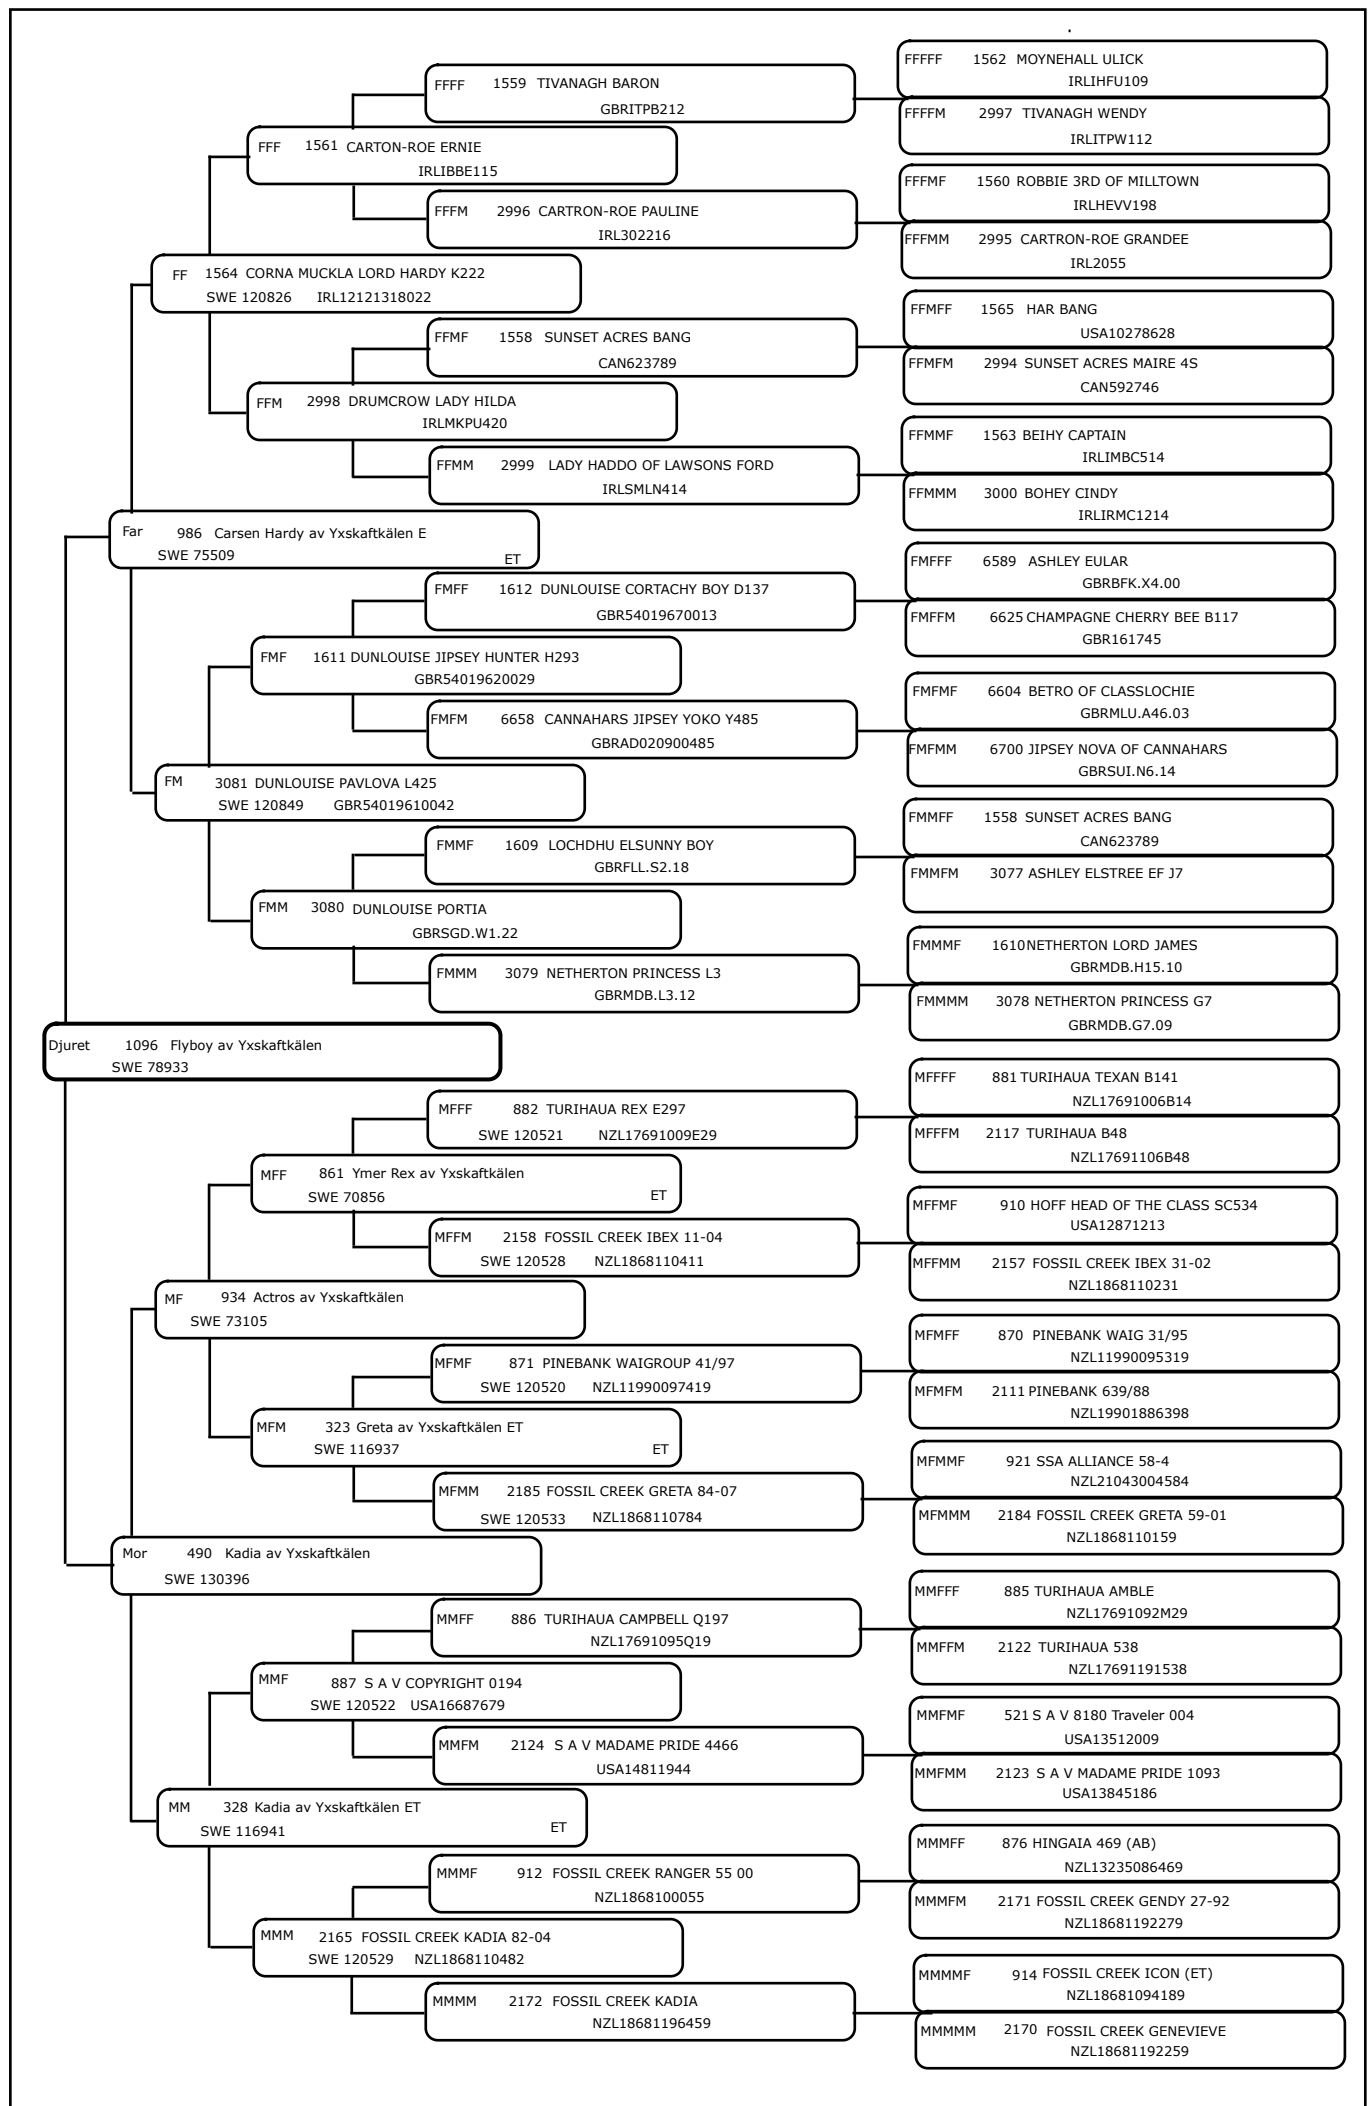 FFFFF 1562 MOYNEHALL ULICK
IRLIHFU109
FFFF 1559 TIVANAGH BARON
GBRITPB212
FFFFM 2997 TIVANAGH WENDY
IRLITPW112
FFF 1561 CARTON-ROE ERNIE
IRLIBBE115
FFFMF 1560 ROBBIE 3RD OF MILLTOWN
IRLHEVV198
FFFM 2996 CARTRON-ROE PAULINE
IRL302216
FFFMM 2995 CARTRON-ROE GRANDEE
IRL2055
FF 1564 CORNA MUCKLA LORD HARDY K222
SWE 120826 IRL12121318022
FFMFF 1565 HAR BANG
USA10278628
FFMF 1558 SUNSET ACRES BANG
CAN623789
FFMFM 2994 SUNSET ACRES MAIRE 4S
CAN592746
FFM 2998 DRUMCROW LADY HILDA
IRLMKPU420
FFMMF 1563 BEIHY CAPTAIN
IRLIMBC514
FFMM 2999 LADY HADDO OF LAWSONS FORD
IRLSMLN414
FFMMM 3000 BOHEY CINDY
IRLIRMC1214
Far 986 Carsen Hardy av Yxskaftkälen E
SWE 75509 ET
FMFFF 6589 ASHLEY EULAR
GBRBFK.X4.00
FMFF 1612 DUNLOUISE CORTACHY BOY D137
GBR54019670013
FMFFM 6625 CHAMPAGNE CHERRY BEE B117
GBR161745
FMF 1611 DUNLOUISE JIPSEY HUNTER H293
GBR54019620029
FMFMF 6604 BETRO OF CLASSLOCHIE
GBRMLU.A46.03
FMFM 6658 CANNAHARS JIPSEY YOKO Y485
GBRAD020900485
FMFMM 6700 JIPSEY NOVA OF CANNAHARS
GBRSUI.N6.14
FM 3081 DUNLOUISE PAVLOVA L425
SWE 120849 GBR54019610042
FMMFF 1558 SUNSET ACRES BANG
CAN623789
FMMF 1609 LOCHDHU ELSUNNY BOY
GBRFLL.S2.18
FMMFM 3077 ASHLEY ELSTREE EF J7
FMM 3080 DUNLOUISE PORTIA
GBRSGD.W1.22
FMMMF 1610 NETHERTON LORD JAMES
GBRMDB.H15.10
FMMM 3079 NETHERTON PRINCESS L3
GBRMDB.L3.12
FMMMM 3078 NETHERTON PRINCESS G7
GBRMDB.G7.09
Djuret 1096 Flyboy av Yxskaftkälen
SWE 78933
MFFFF 881 TURIHAUA TEXAN B141
NZL17691006B14
MFFF 882 TURIHAUA REX E297
SWE 120521 NZL17691009E29
MFFFM 2117 TURIHAUA B48
NZL17691106B48
MFF 861 Ymer Rex av Yxskaftkälen
SWE 70856 ET
MFFMF 910 HOFF HEAD OF THE CLASS SC534
USA12871213
MFFM 2158 FOSSIL CREEK IBEX 11-04
SWE 120528 NZL1868110411
MFFMM 2157 FOSSIL CREEK IBEX 31-02
NZL1868110231
MF 934 Actros av Yxskaftkälen
SWE 73105
MFMFF 870 PINEBANK WAIG 31/95
NZL11990095319
MFMF 871 PINEBANK WAIGROUP 41/97
SWE 120520 NZL11990097419
MFMFM 2111 PINEBANK 639/88
NZL19901886398
MFM 323 Greta av Yxskaftkälen ET
SWE 116937 ET
MFMMF 921 SSA ALLIANCE 58-4
NZL21043004584
MFMM 2185 FOSSIL CREEK GRETA 84-07
SWE 120533 NZL1868110784
MFMMM 2184 FOSSIL CREEK GRETA 59-01
NZL1868110159
Mor 490 Kadia av Yxskaftkälen
SWE 130396
MMFFF 885 TURIHAUA AMBLE
NZL17691092M29
MMFF 886 TURIHAUA CAMPBELL Q197
NZL17691095Q19
MMFFM 2122 TURIHAUA 538
NZL17691191538
MMF 887 S A V COPYRIGHT 0194
SWE 120522 USA16687679
MMFMF 521 S A V 8180 Traveler 004
USA13512009
MMFM 2124 S A V MADAME PRIDE 4466
USA14811944
MMFMM 2123 S A V MADAME PRIDE 1093
USA13845186
MM 328 Kadia av Yxskaftkälen ET
SWE 116941 ET
MMMFF 876 HINGAIA 469 (AB)
NZL13235086469
MMMF 912 FOSSIL CREEK RANGER 55 00
NZL1868100055
MMMFM 2171 FOSSIL CREEK GENDY 27-92
NZL18681192279
MMM 2165 FOSSIL CREEK KADIA 82-04
SWE 120529 NZL1868110482
MMMMF 914 FOSSIL CREEK ICON (ET)
NZL18681094189
MMMM 2172 FOSSIL CREEK KADIA
NZL18681196459
MMMMM 2170 FOSSIL CREEK GENEVIEVE
NZL18681192259